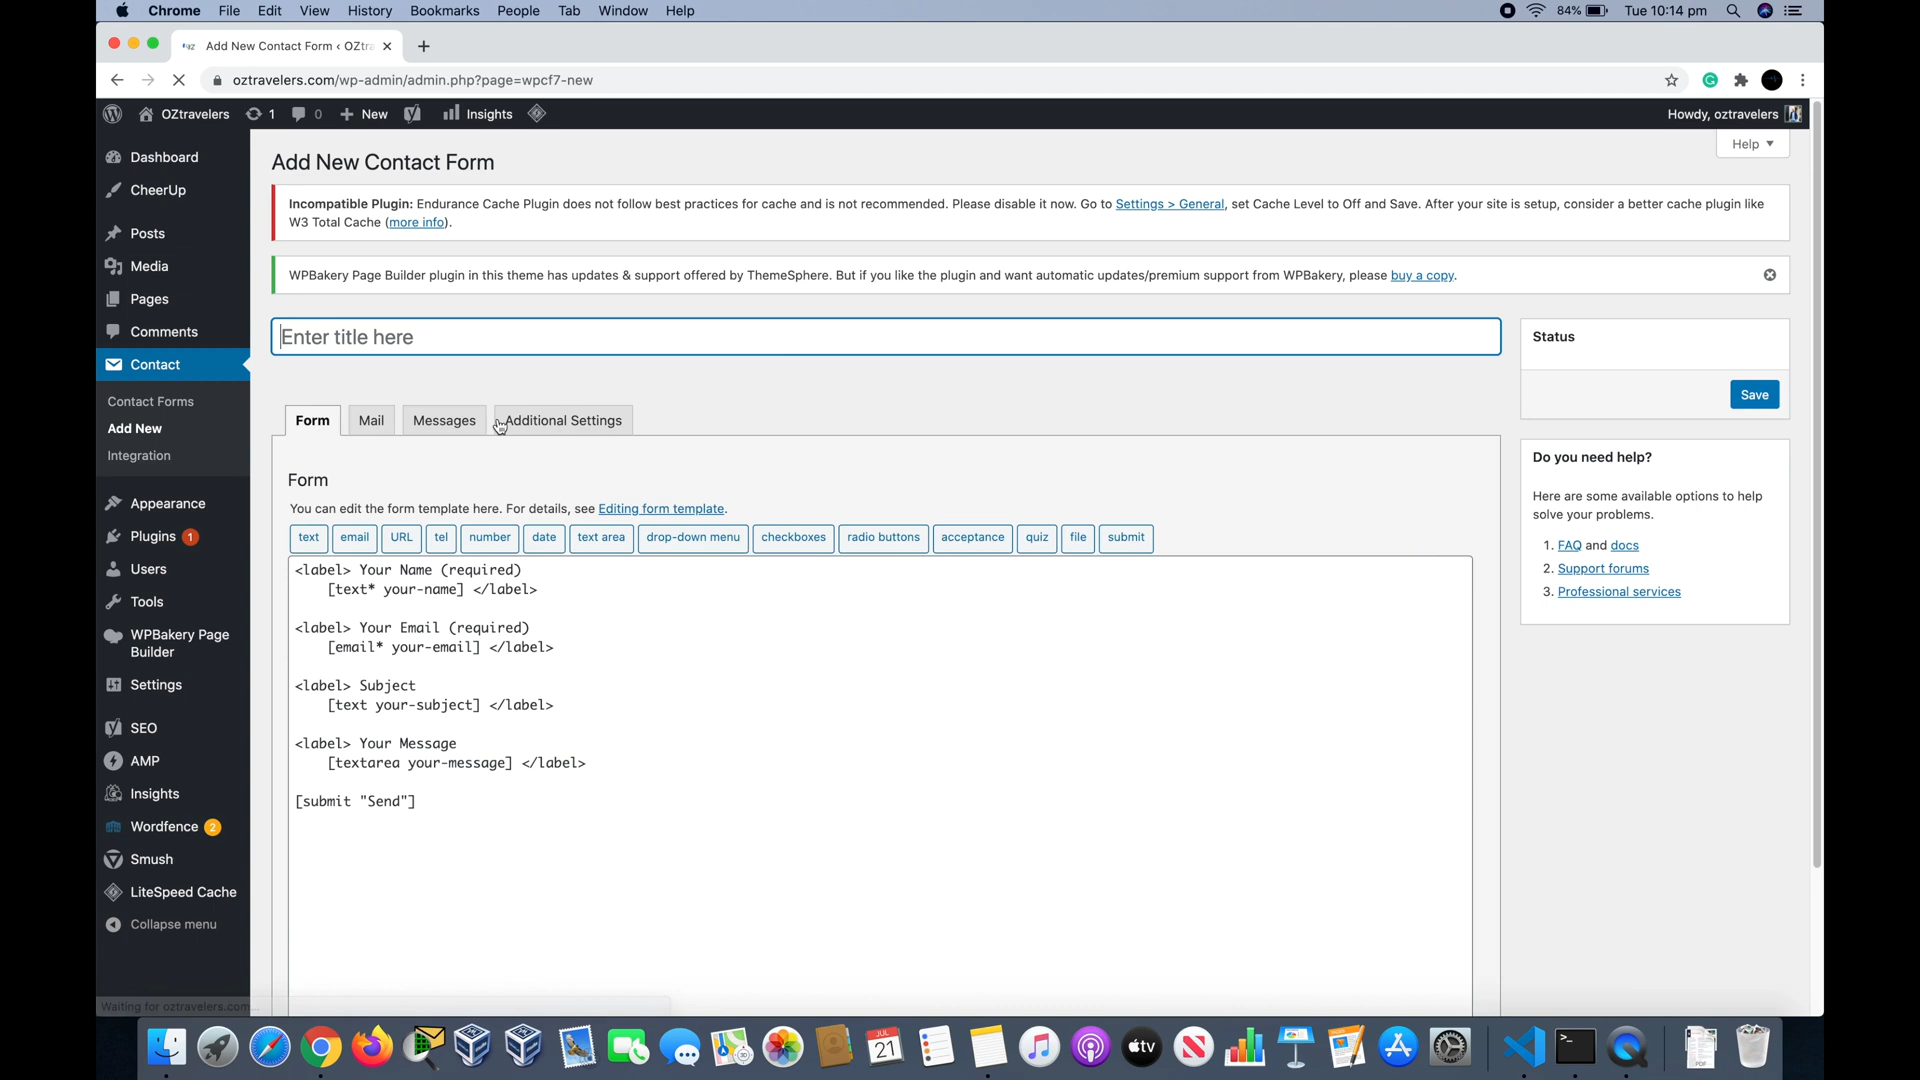 Chrome File Edit View History Bookmarks People Tab Window Help
84% Tue 10:14 pm
Add New Contact Form ‹ OZtra
oztravelers.com/wp-admin/admin.php?page=wpcf7-new
OZtravelers 1 0 New Insights
Howdy, oztravelers
Help
Dashboard
CheerUp
Posts
Media
Pages
Comments
Contact
Contact Forms
Add New
Integration
Appearance
Plugins 1
Users
Tools
WPBakery Page
Builder
Settings
SEO
AMP
Insights
Wordfence 2
Smush
LiteSpeed Cache
Collapse menu
Waiting for oztravelers.com...
Add New Contact Form
Incompatible Plugin: Endurance Cache Plugin does not follow best practices for cache and is not recommended. Please disable it now. Go to Settings > General, set Cache Level to Off and Save. After your site is setup, consider a better cache plugin like
W3 Total Cache (more info).
WPBakery Page Builder plugin in this theme has updates & support offered by ThemeSphere. But if you like the plugin and want automatic updates/premium support from WPBakery, please buy a copy.
Enter title here
Form Mail Messages Additional Settings
Form
You can edit the form template here. For details, see Editing form template.
text email URL tel number date text area drop-down menu checkboxes radio buttons acceptance quiz file submit
<label> Your Name (required)
[text* your-name] </label>
<label> Your Email (required)
[email* your-email] </label>
<label> Subject
[text your-subject] </label>
<label> Your Message
[textarea your-message] </label>
[submit "Send"]
Status
Save
Do you need help?
Here are some available options to help
solve your problems.
1. FAQ and docs
2. Support forums
3. Professional services
JUL
21
tv
PDF